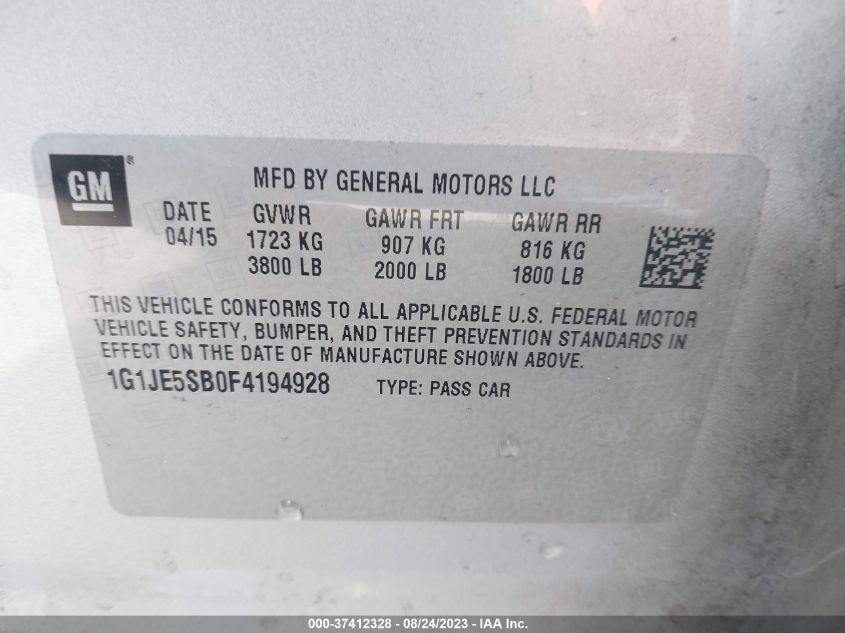 GM ®
MFD BY GENERAL MOTORS LLC
DATE GVWR GAWR FRT GAWR RR
04/15 1723 KG 907 KG 816 KG
3800 LB 2000 LB 1800 LB
THIS VEHICLE CONFORMS TO ALL APPLICABLE U.S. FEDERAL MOTOR
VEHICLE SAFETY, BUMPER, AND THEFT PREVENTION STANDARDS IN
EFFECT ON THE DATE OF MANUFACTURE SHOWN ABOVE.
1G1JE5SB0F4194928 TYPE: PASS CAR
000-37412328 - 08/24/2023 - IAA Inc.